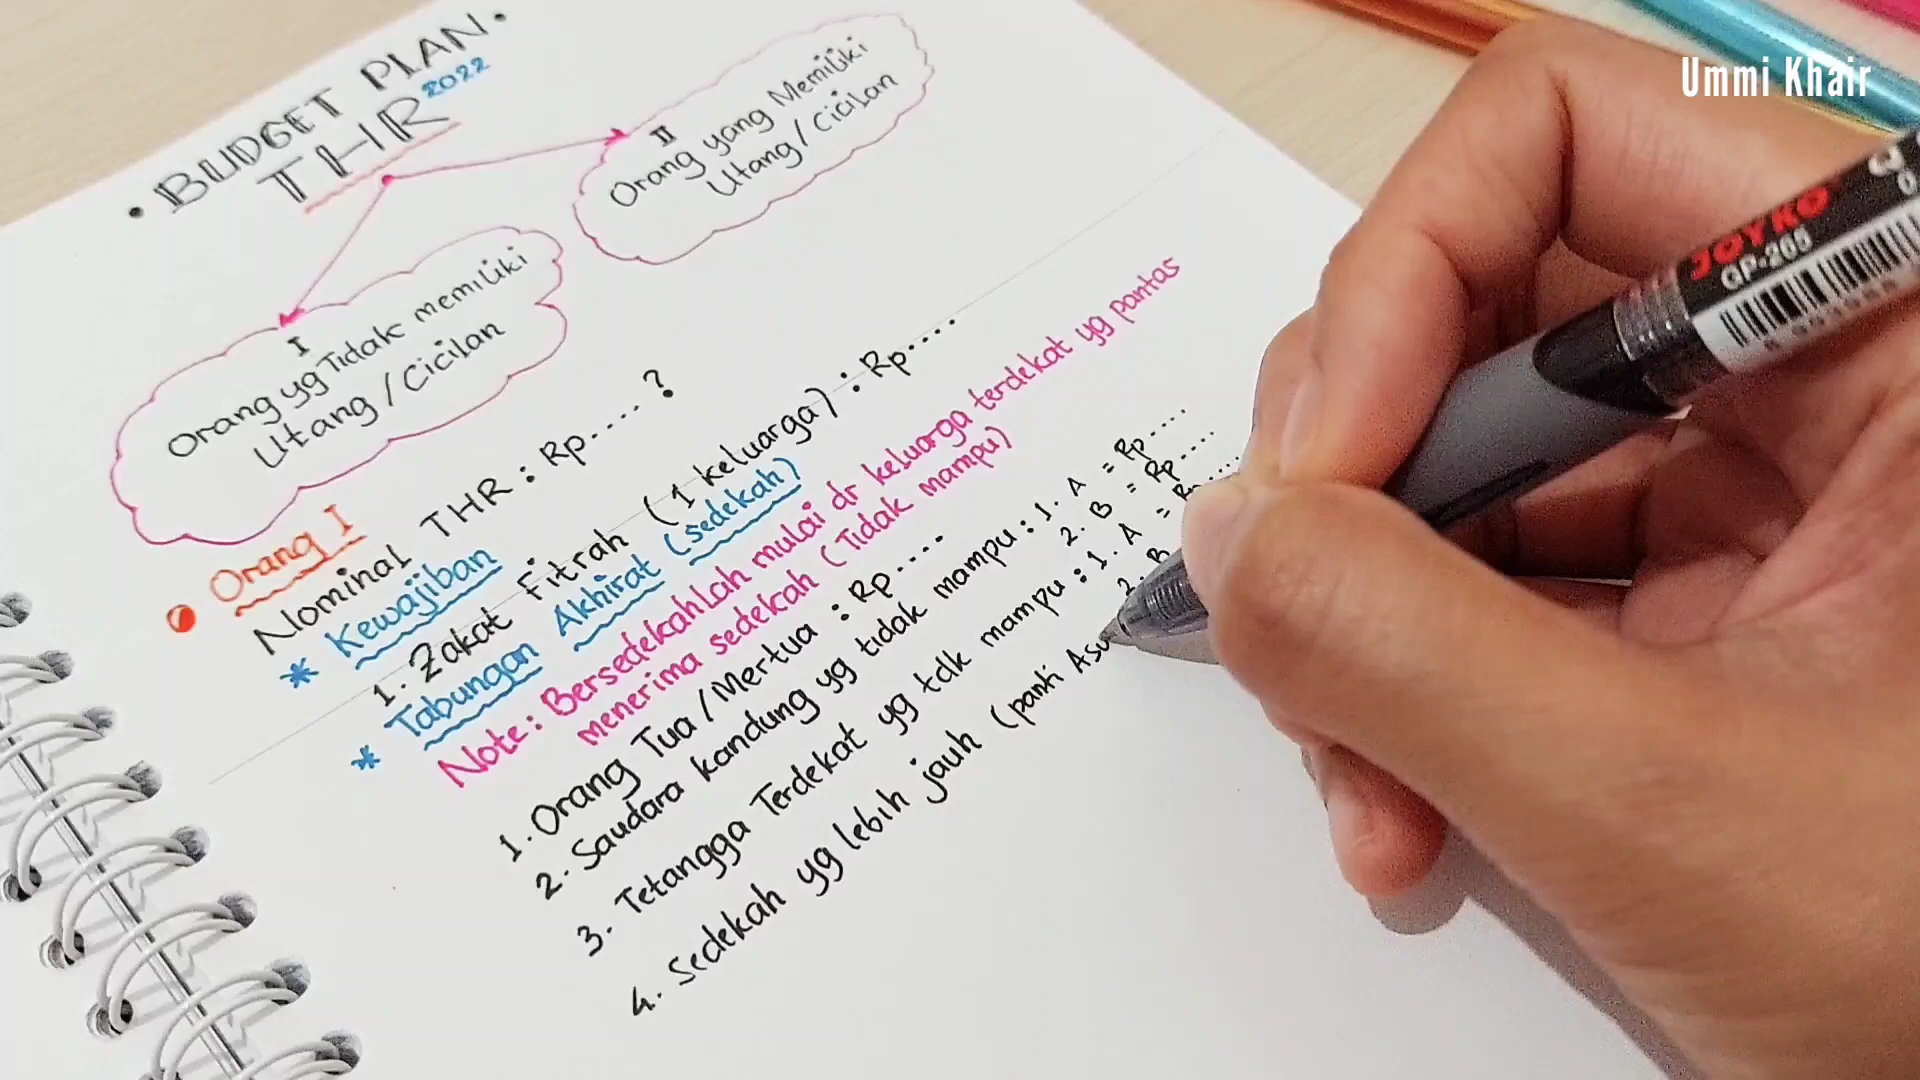 Ummi Khair
• BUDGET PLAN •
THR 2022
I
Orang yg Tidak memiliki
Utang / Cicilan
II
Orang yang Memiliki
Utang / Cicilan
Orang I
Nominal THR : Rp.... ?
* Kewajiban
1. Zakat Fitrah (1 keluarga) : Rp....
* Tabungan Akhirat (sedekah)
Note: Bersedekahlah mulai dr keluarga terdekat yg pantas
menerima sedekah (Tidak mampu)
1. Orang Tua / Mertua : Rp....
2. Saudara kandung yg tidak mampu : 1. A = Rp....
2. B = Rp....
3. Tetangga Terdekat yg tdk mampu : 1. A = Rp....
2. B
4. Sedekah yg lebih jauh (panti Asu
JOYKO
GP-265